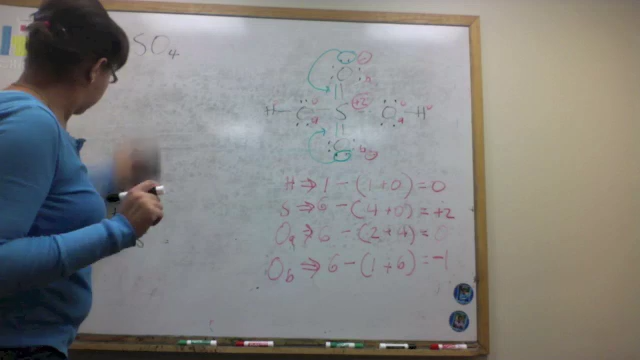 SO₄
H – O – S – O – H
+2
H ⇒ 1 – (1+0) = 0
S ⇒ 6 – (4+0) = +2
Oa ⇒ 6 – (2+4) = 0
Ob ⇒ 6 – (1+6) = -1